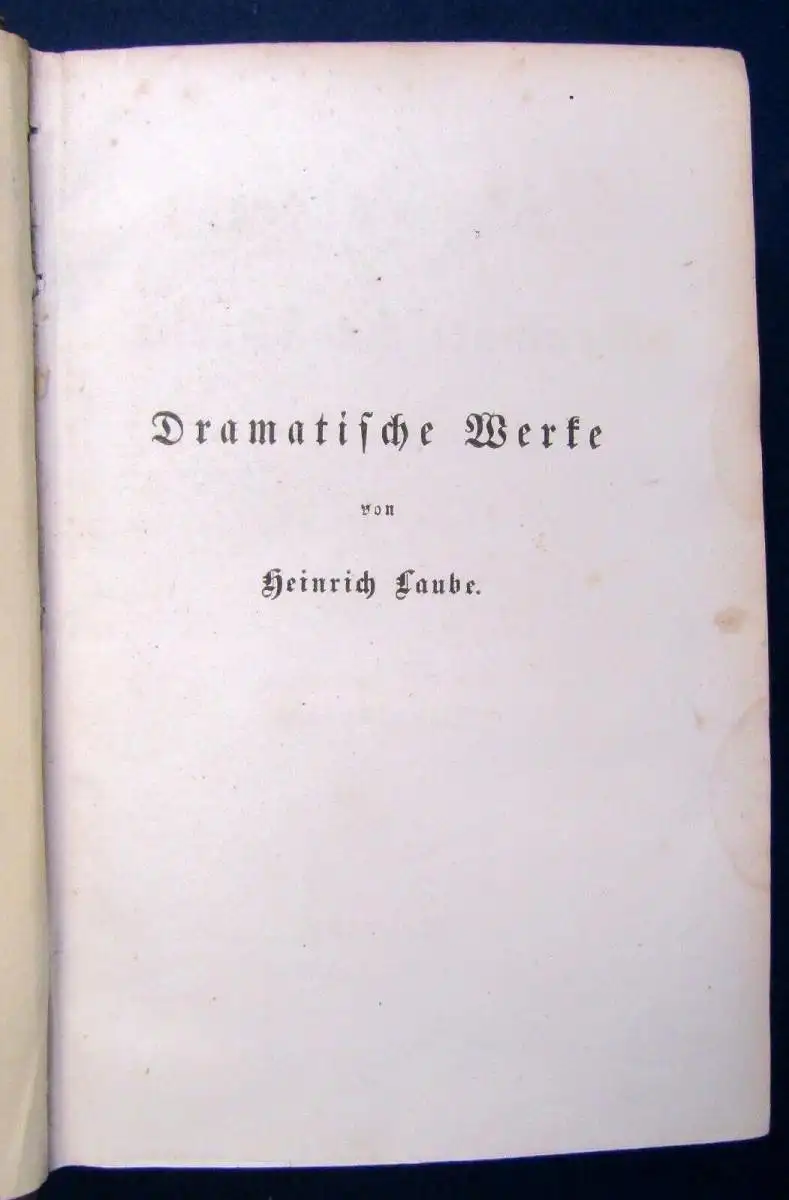 Dramatiſche Werke
von
Heinrich Laube.